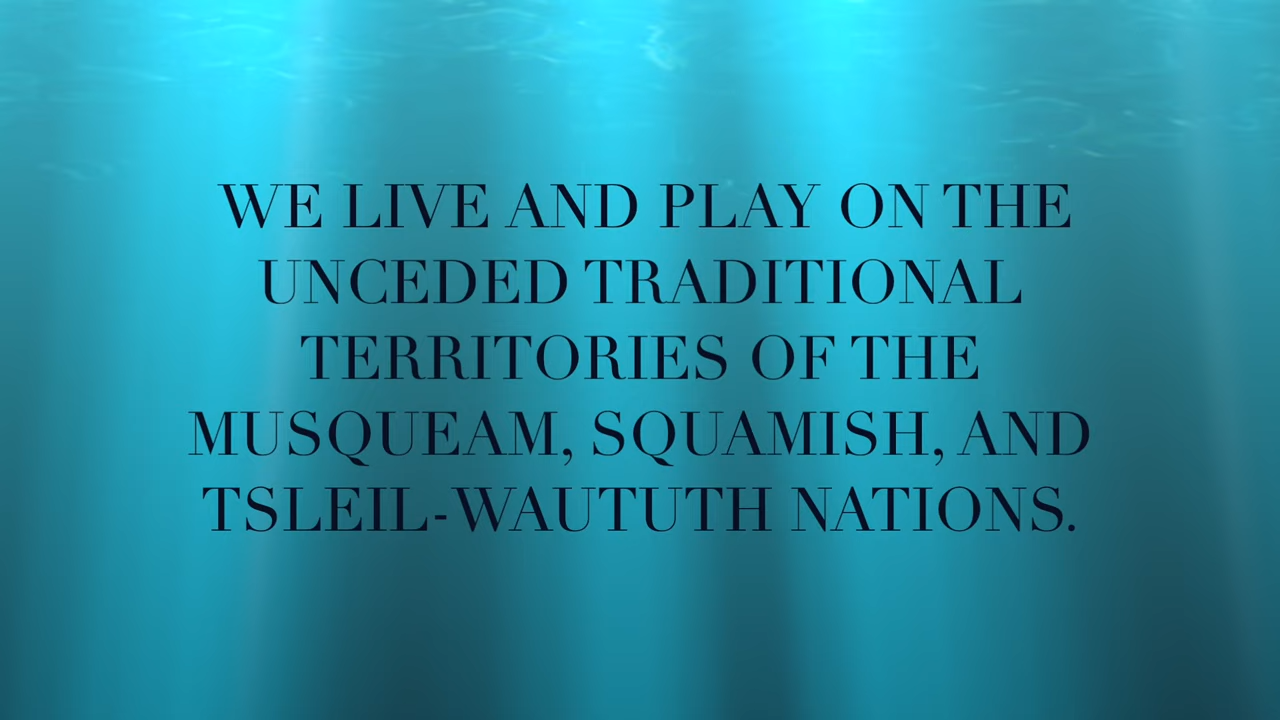 WE LIVE AND PLAY ON THE
UNCEDED TRADITIONAL
TERRITORIES OF THE
MUSQUEAM, SQUAMISH, AND
TSLEIL-WAUTUTH NATIONS.